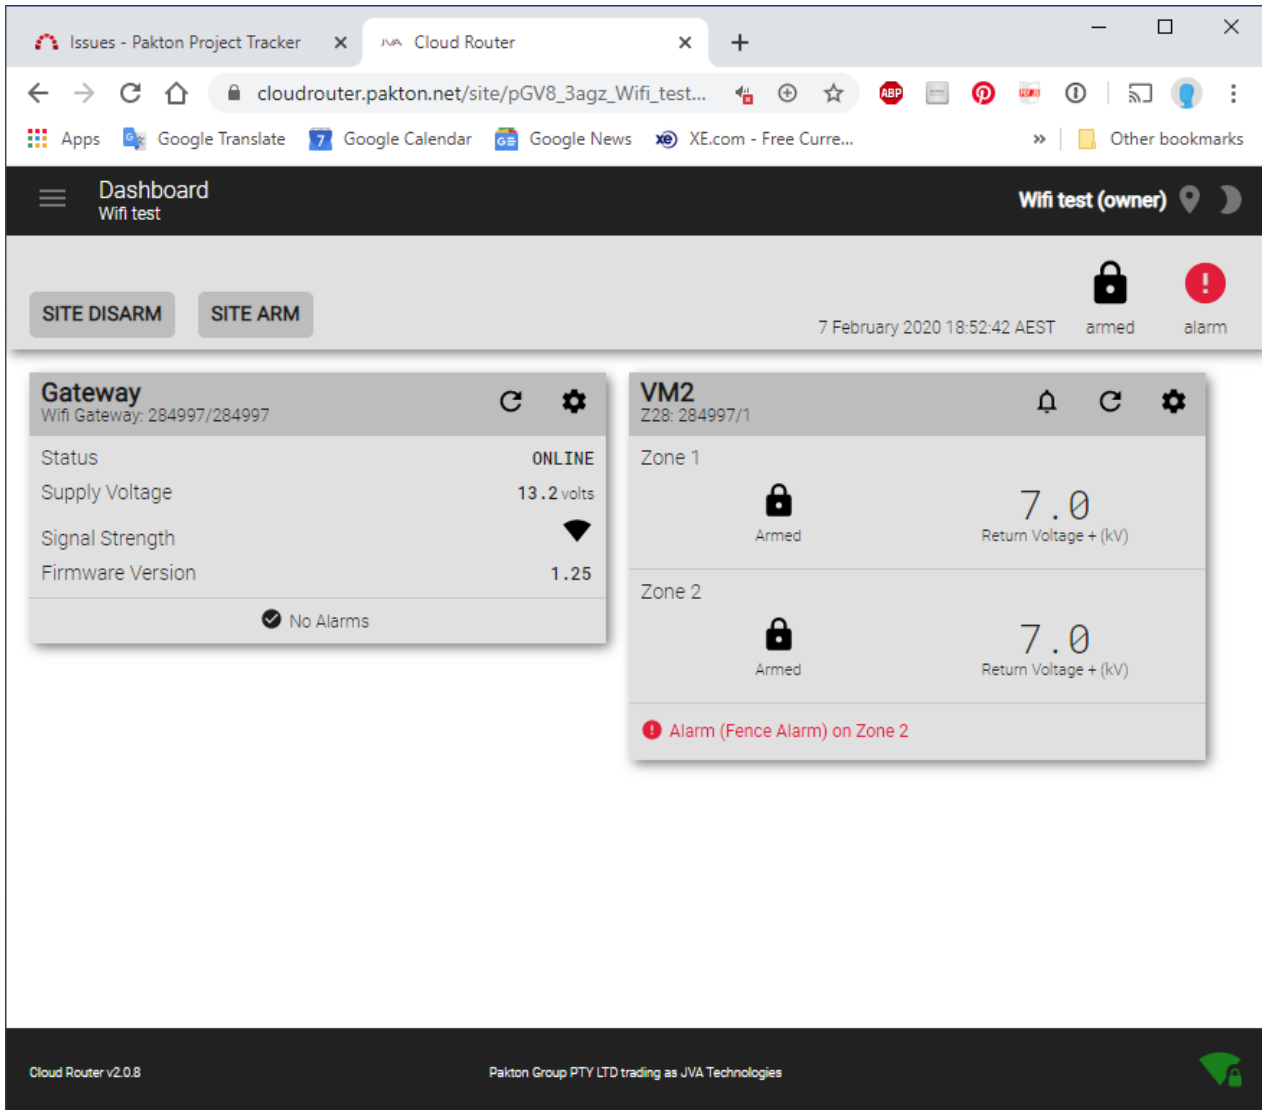 Issues - Pakton Project Tracker
JVA Cloud Router
cloudrouter.pakton.net/site/pGV8_3agz_Wifi_test...
ABP
Apps
Google Translate
7 Google Calendar
GE Google News
xe XE.com - Free Curre...
»
Other bookmarks
Dashboard
Wifi test
Wifi test (owner)
SITE DISARM
SITE ARM
7 February 2020 18:52:42 AEST
armed
alarm
Gateway
Wifi Gateway: 284997/284997
Status ONLINE
Supply Voltage 13.2 volts
Signal Strength
Firmware Version 1.25
No Alarms
VM2
Z28: 284997/1
Zone 1
7.0
Armed Return Voltage + (kV)
Zone 2
7.0
Armed Return Voltage + (kV)
Alarm (Fence Alarm) on Zone 2
Cloud Router v2.0.8
Pakton Group PTY LTD trading as JVA Technologies